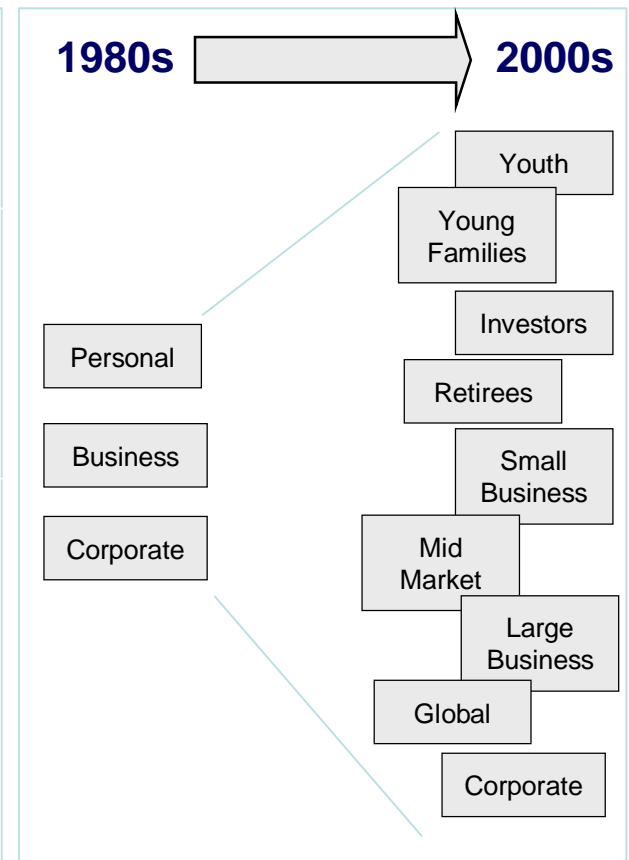 1980s
2000s
Personal
Business
Corporate
Youth
Young
Families
Investors
Retirees
Small
Business
Mid
Market
Large
Business
Global
Corporate